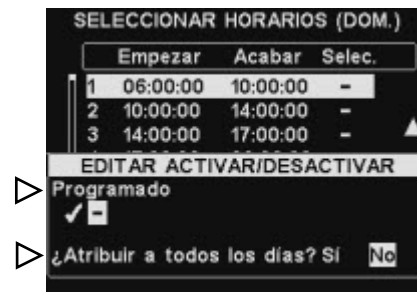 SELECCIONAR HORARIOS (DOM.)
Empezar Acabar Selec.
1 06:00:00 10:00:00 -
2 10:00:00 14:00:00 -
3 14:00:00 17:00:00 -
EDITAR ACTIVAR/DESACTIVAR
Programado
✓ -
¿Atribuir a todos los días? Sí No